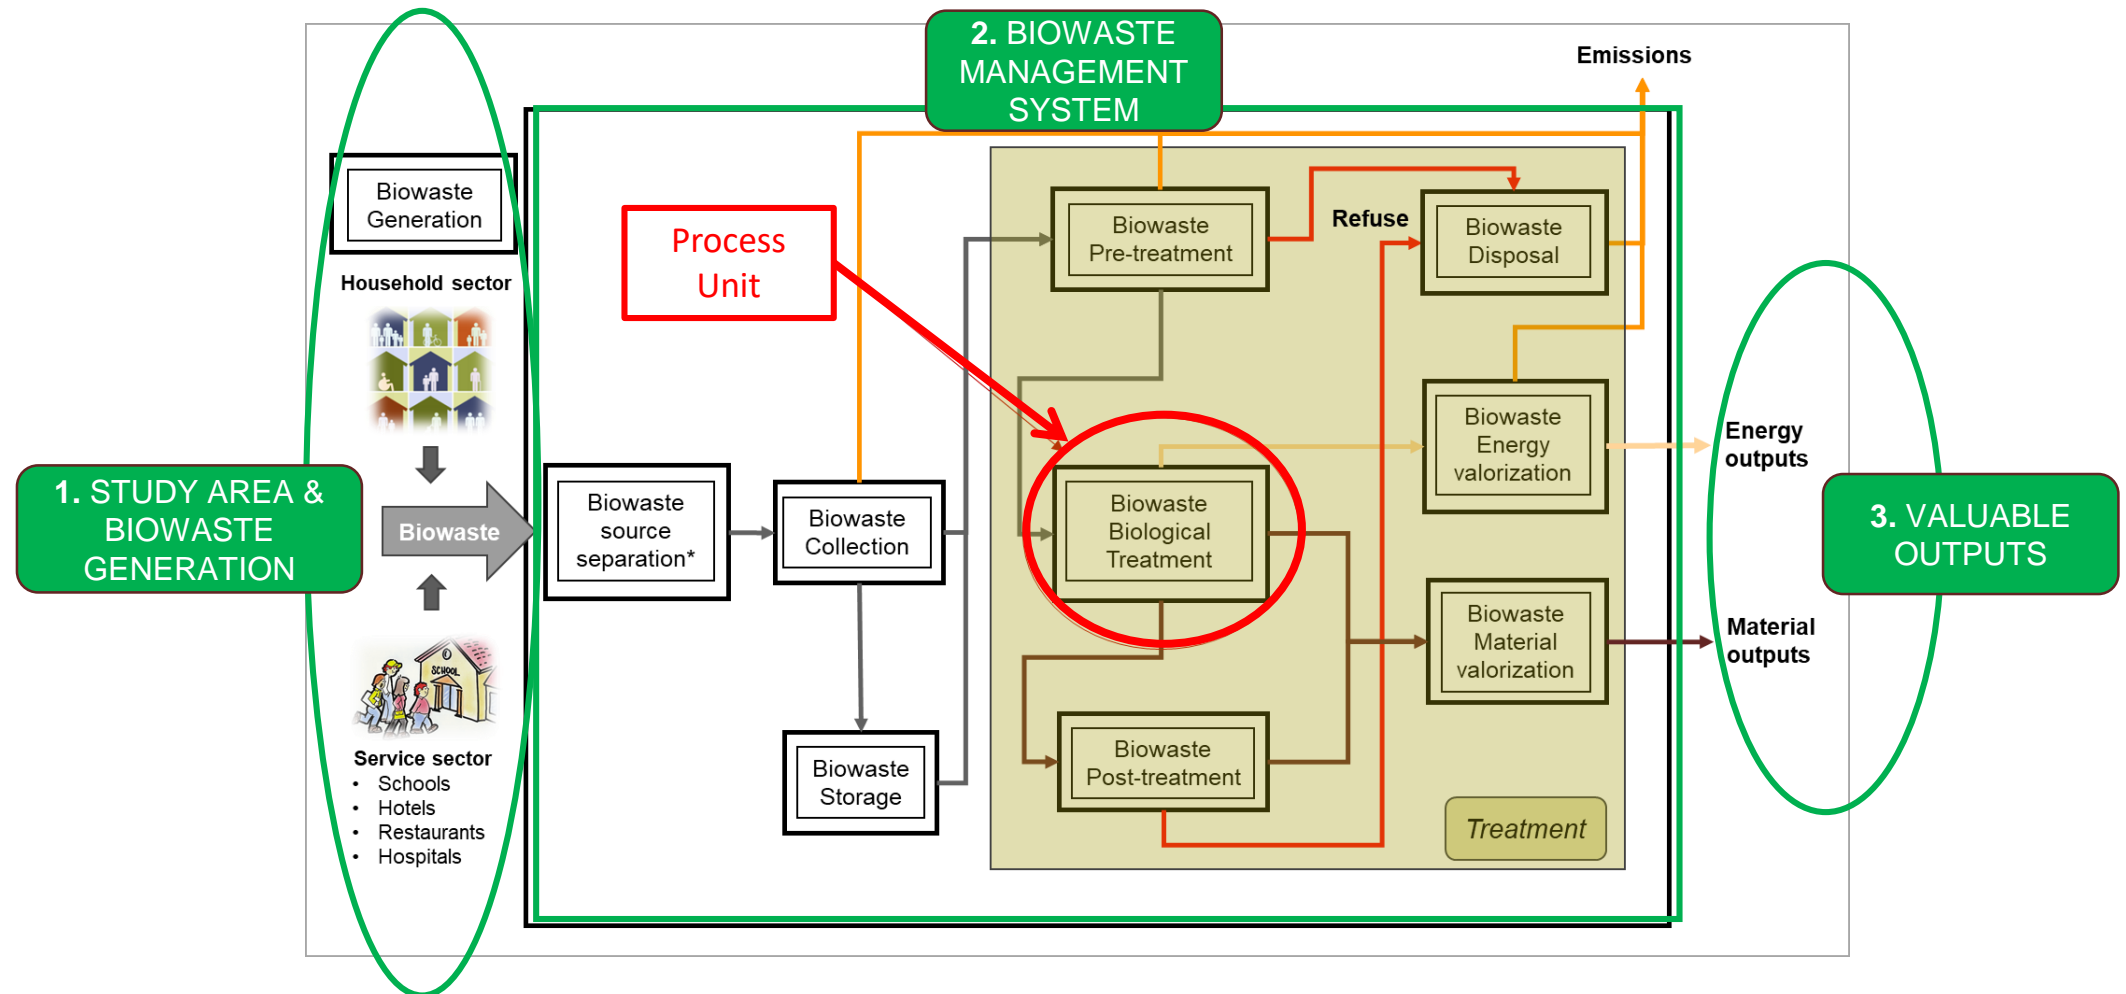 2. BIOWASTE
MANAGEMENT
SYSTEM
Emissions
Biowaste
Generation
Household sector
Process
Unit
Biowaste
Pre-treatment
Refuse
Biowaste
Disposal
1. STUDY AREA &
BIOWASTE
GENERATION
Biowaste
Biowaste
source
separation*
Biowaste
Collection
Biowaste
Biological
Treatment
Biowaste
Energy
valorization
Energy
outputs
3. VALUABLE
OUTPUTS
Biowaste
Material
valorization
Material
outputs
SCHOOL
Service sector
• Schools
• Hotels
• Restaurants
• Hospitals
Biowaste
Storage
Biowaste
Post-treatment
Treatment